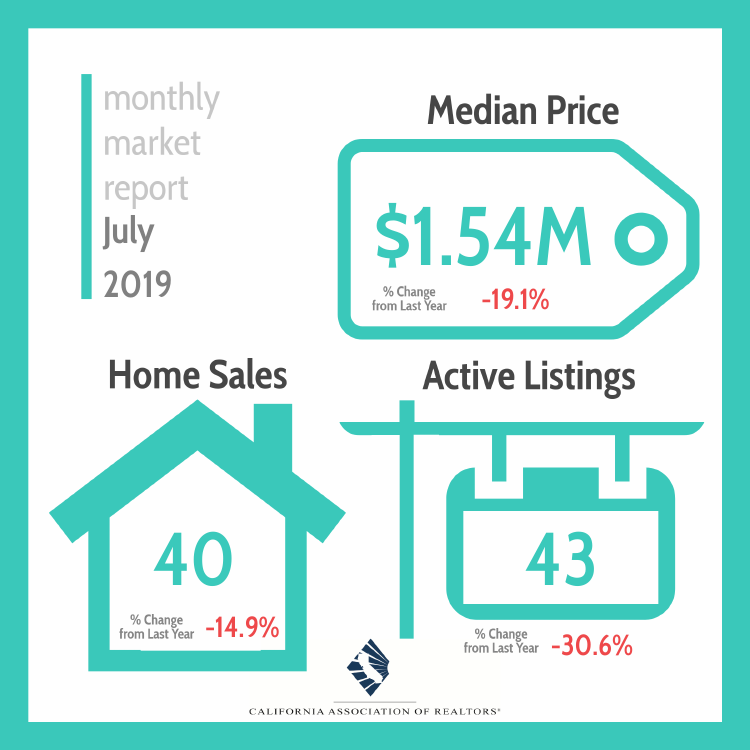 monthly
market
report
July
2019
Median Price
$1.54M
% Change
from Last Year
-19.1%
Home Sales
40
% Change
from Last Year
-14.9%
Active Listings
43
% Change
from Last Year
-30.6%
CALIFORNIA ASSOCIATION OF REALTORS®